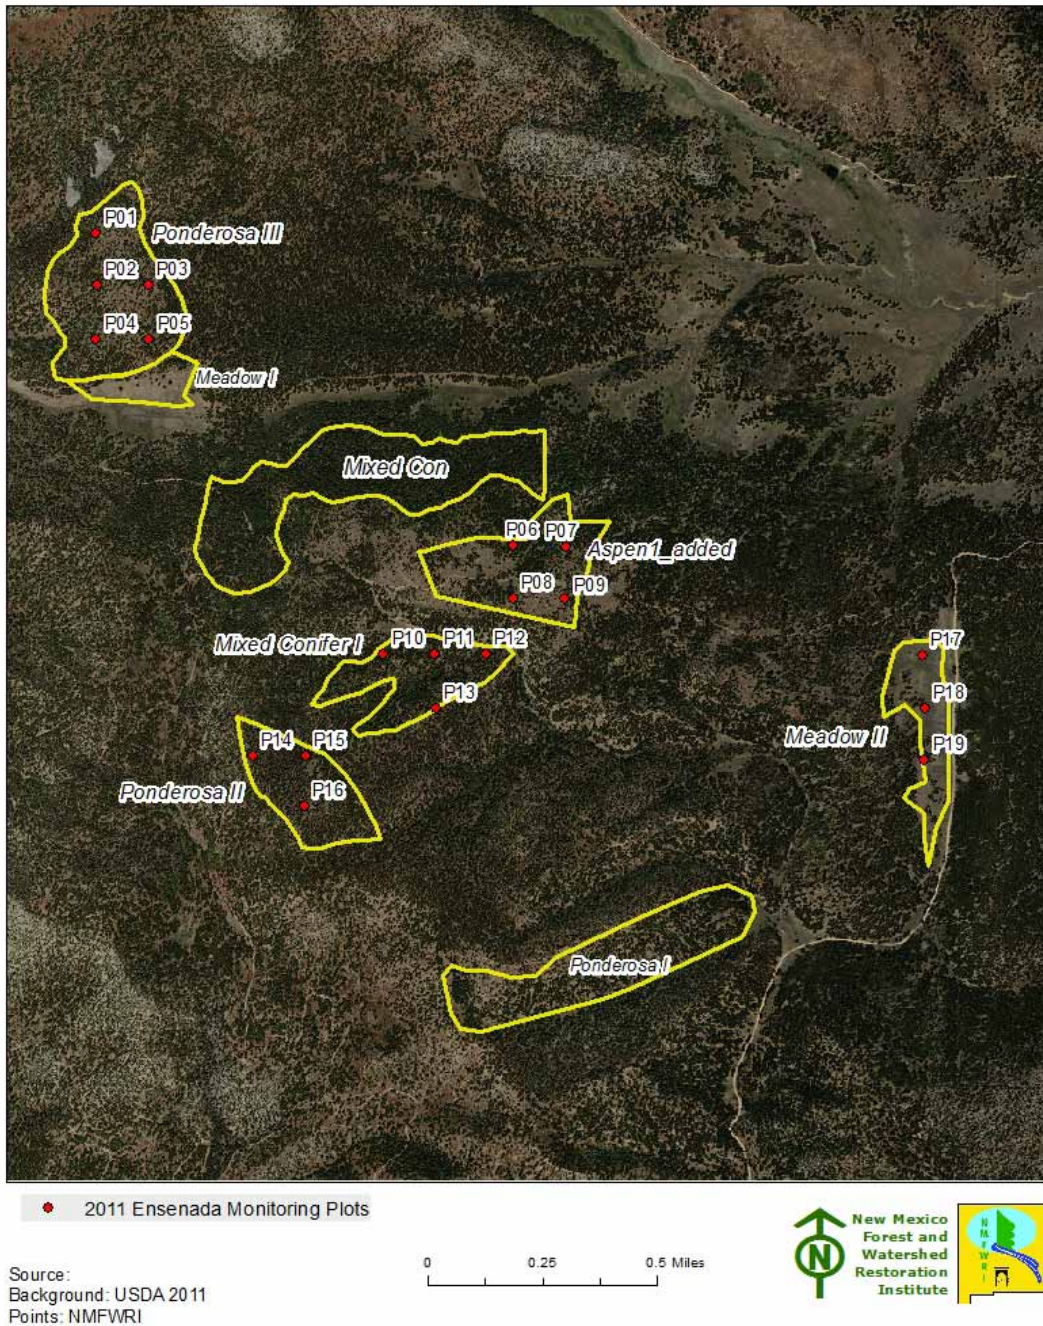 P01
Ponderosa III
P02 P03
P04 P05
Meadow I
Mixed Con
P06 P07
Aspen1_added
P08 P09
Mixed Conifer I
P10 P11 P12
P13
P14 P15
Ponderosa II
P16
P17
P18
Meadow II
P19
Ponderosa I
2011 Ensenada Monitoring Plots
Source:
Background: USDA 2011
Points: NMFWRI
0 0.25 0.5 Miles
N
New Mexico
Forest and
Watershed
Restoration
Institute
N
M
F
W
R
I